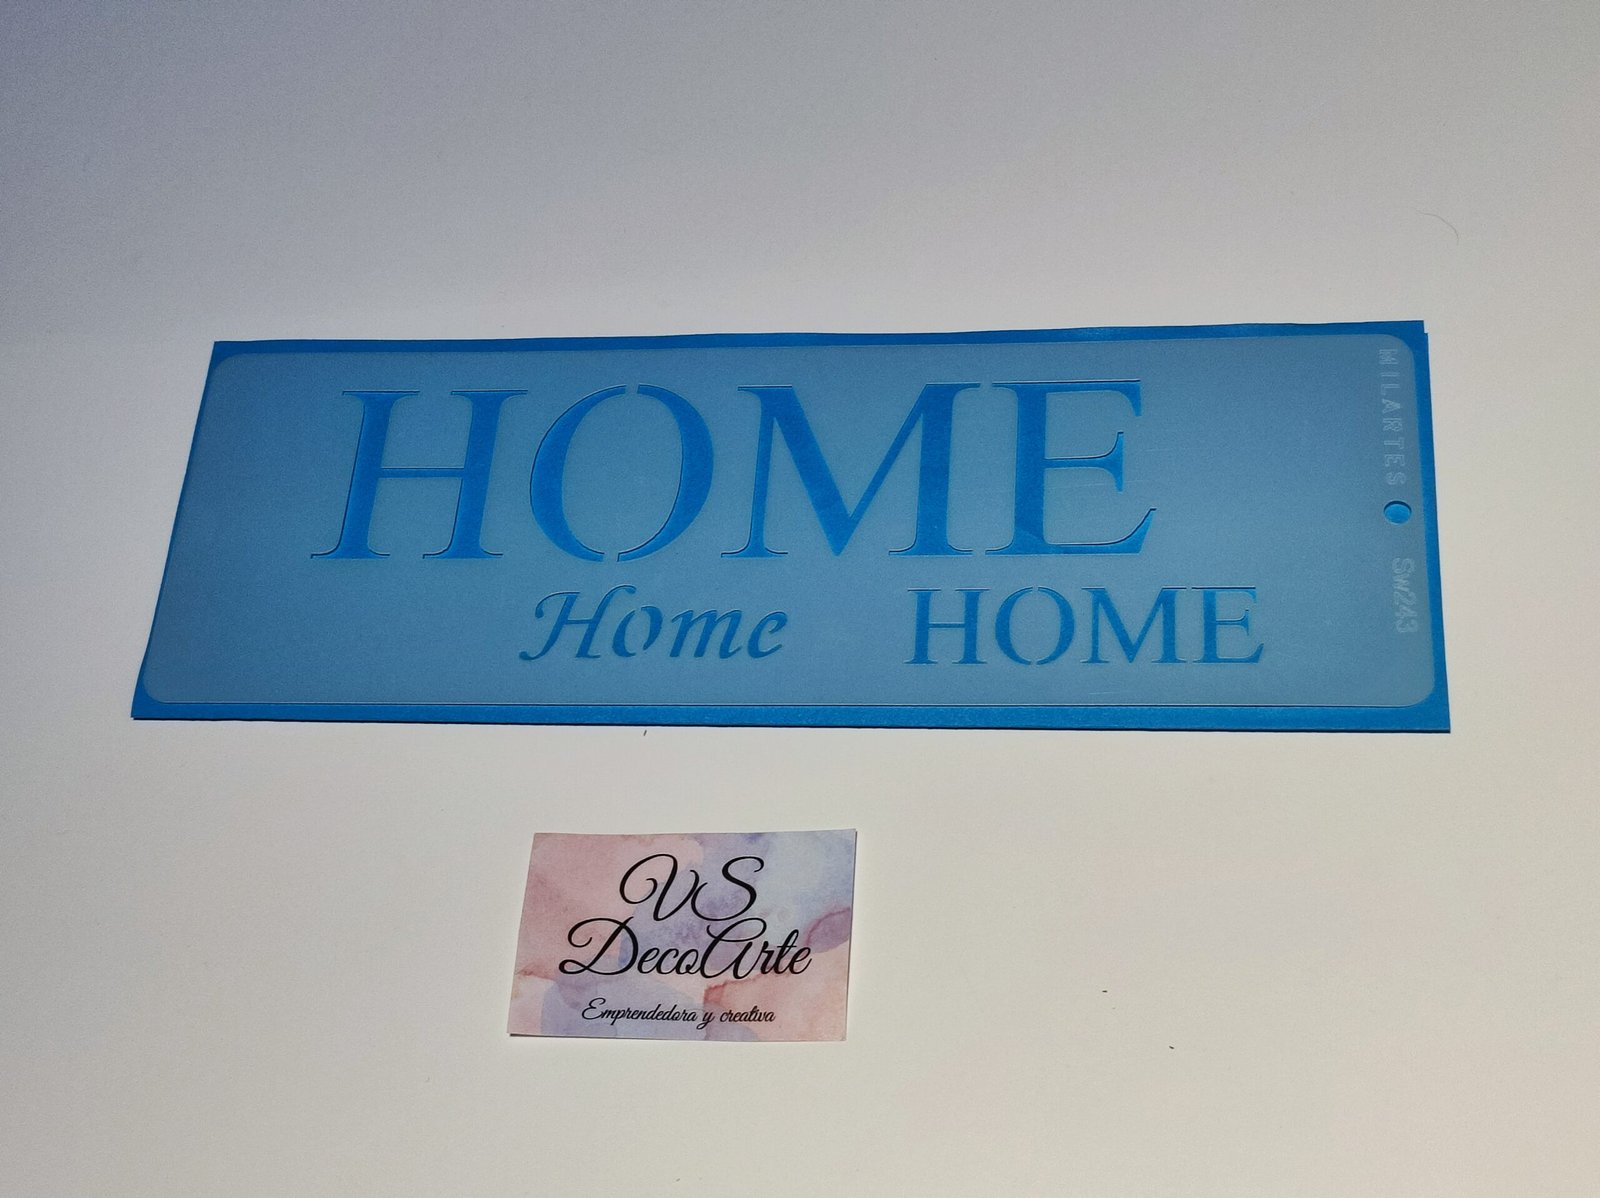 HOME
Home HOME
MILARTES SW243
VS
DecoArte
Emprendedora y creativa